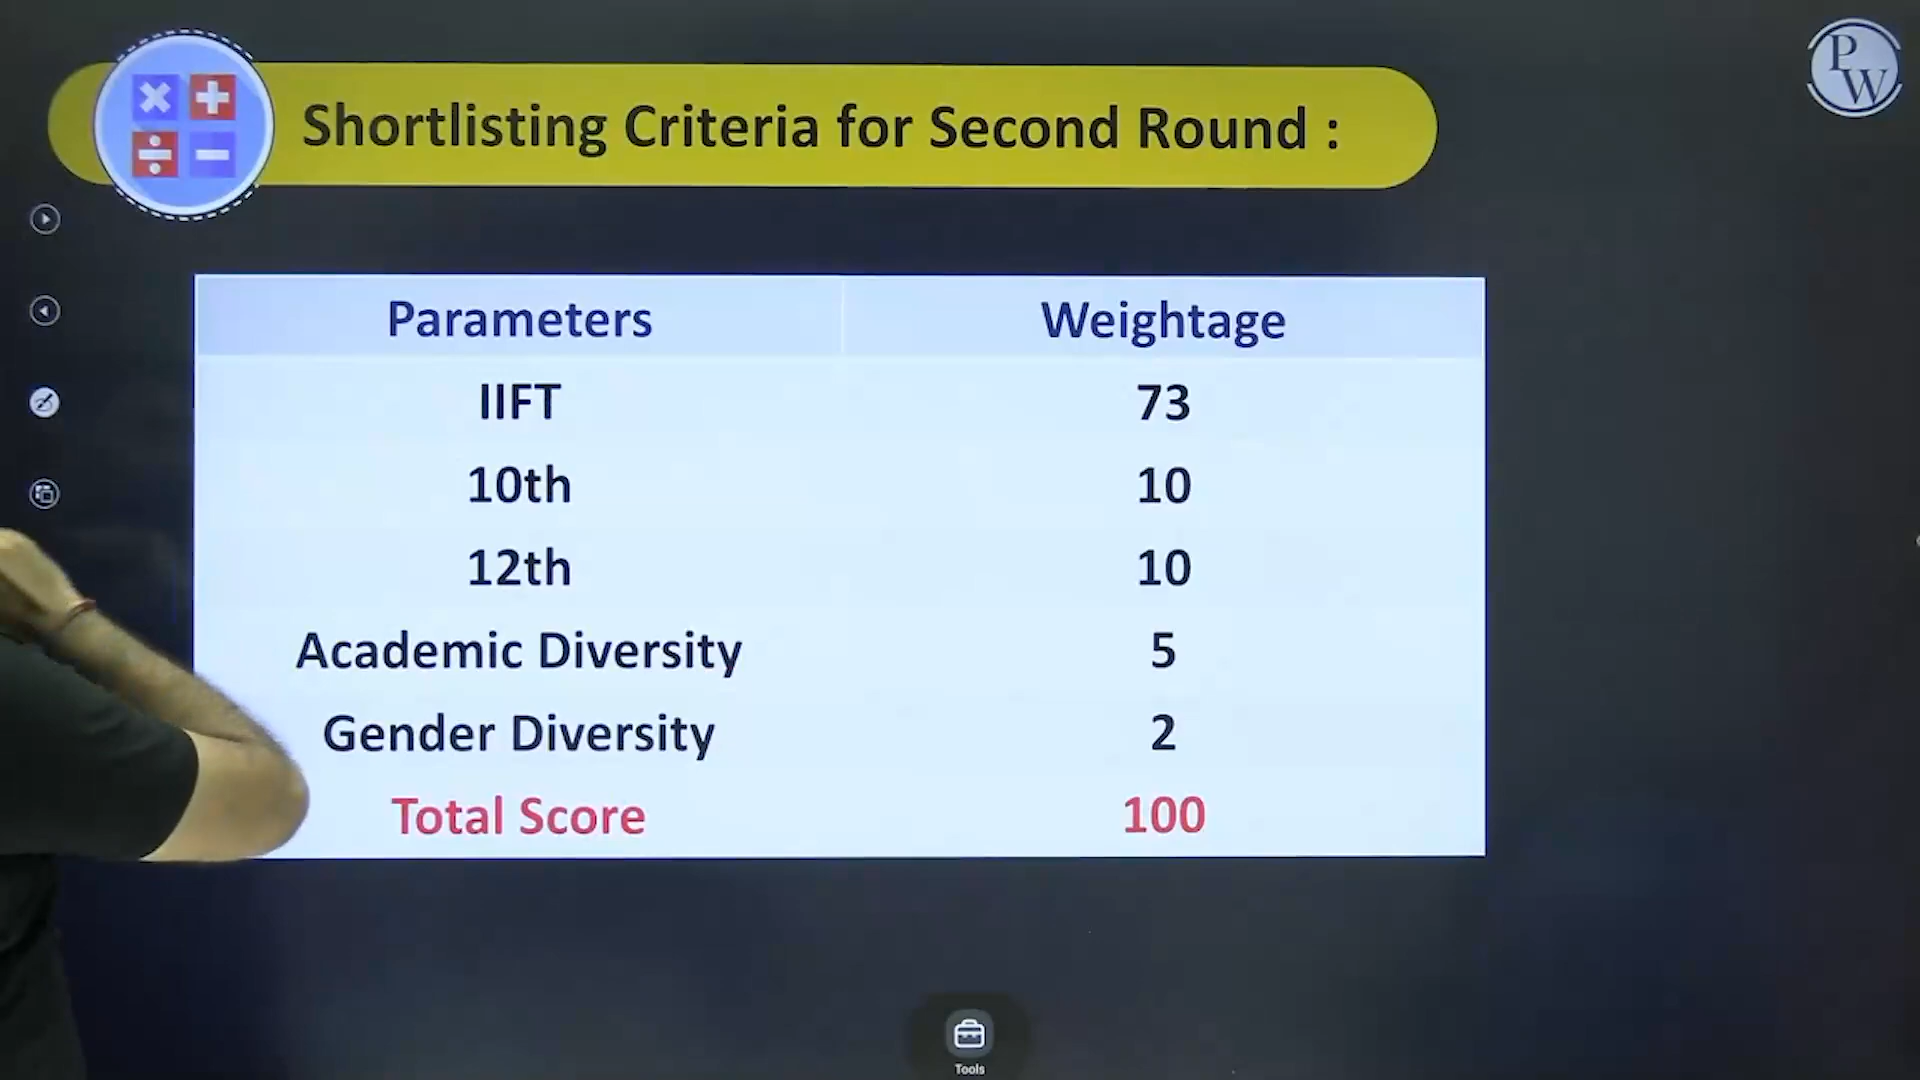 PW
Shortlisting Criteria for Second Round :
Parameters Weightage
IIFT 73
10th 10
12th 10
Academic Diversity 5
Gender Diversity 2
Total Score 100
Tools